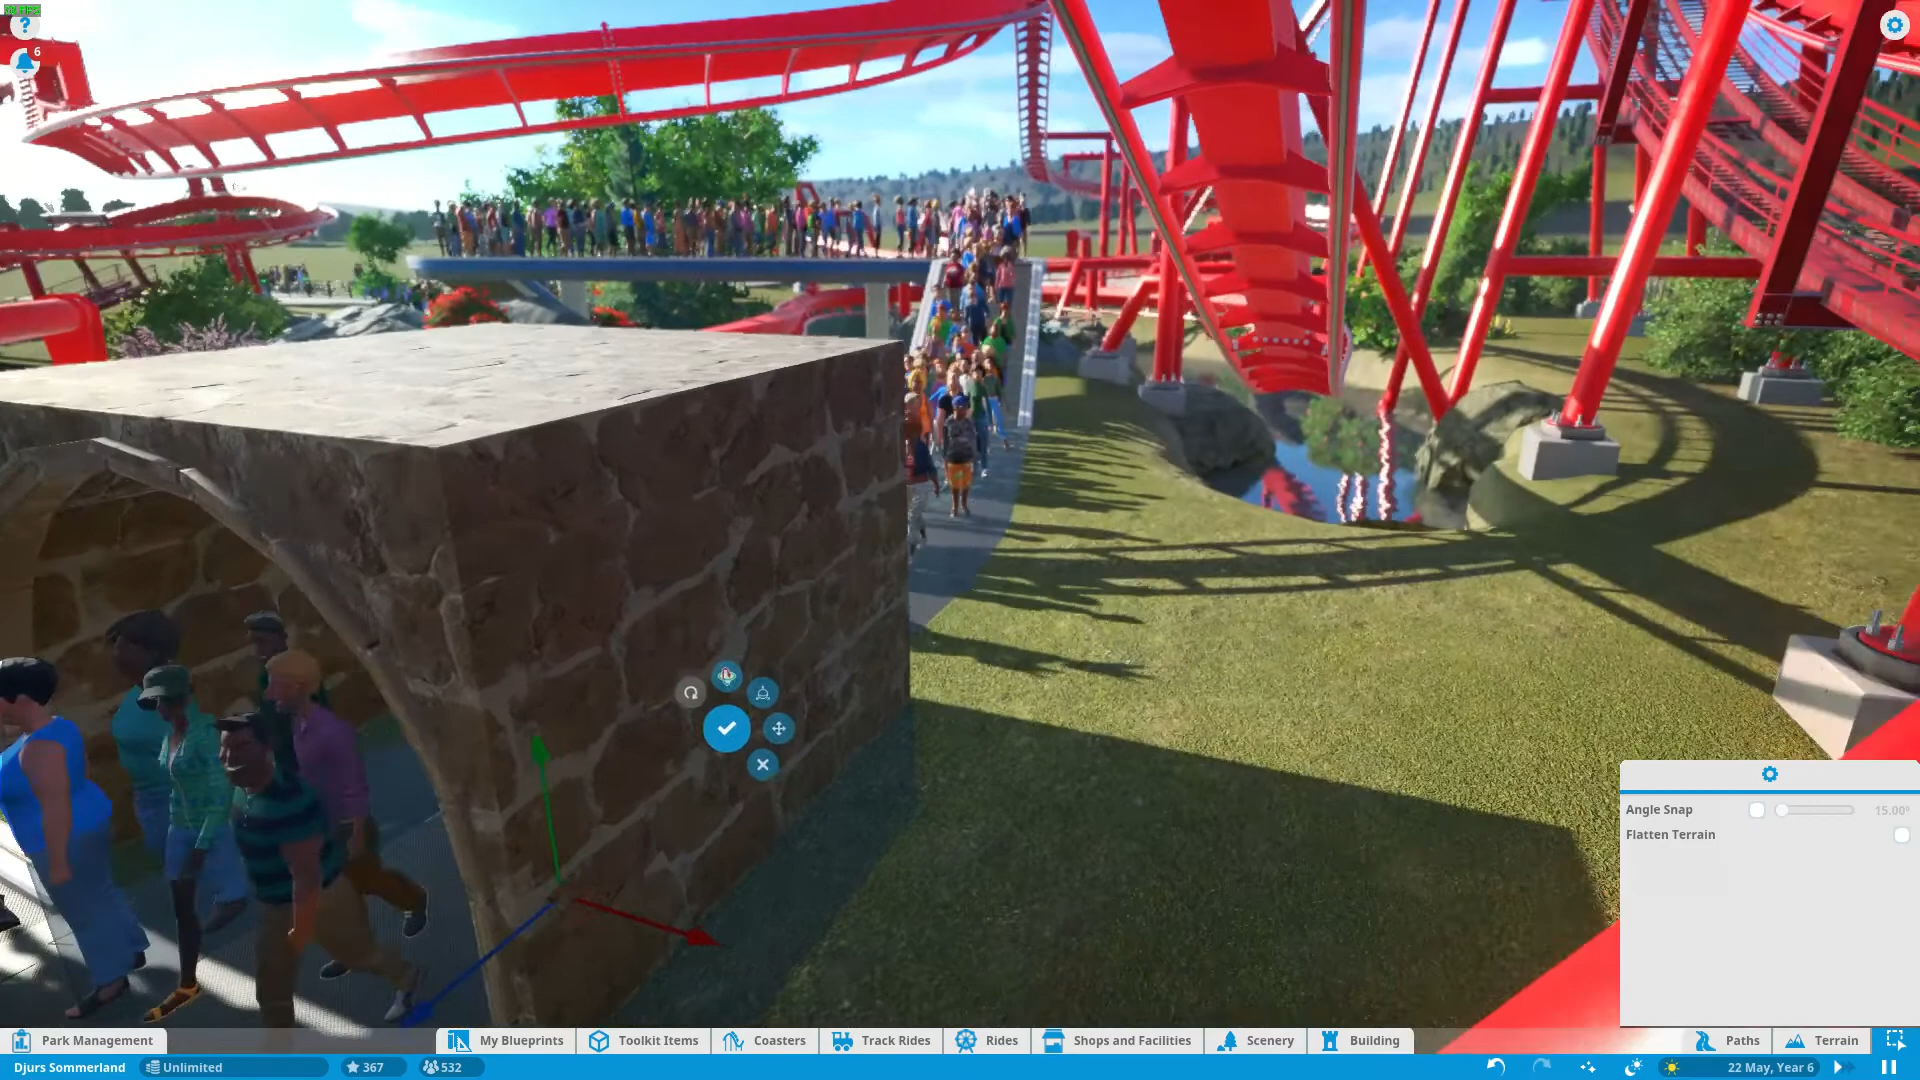 ?
6
Angle Snap 15.00°
Flatten Terrain
Park Management
My Blueprints
Toolkit Items
Coasters
Track Rides
Rides
Shops and Facilities
Scenery
Building
Paths
Terrain
Djurs Sommerland
Unlimited
367
532
22 May, Year 6